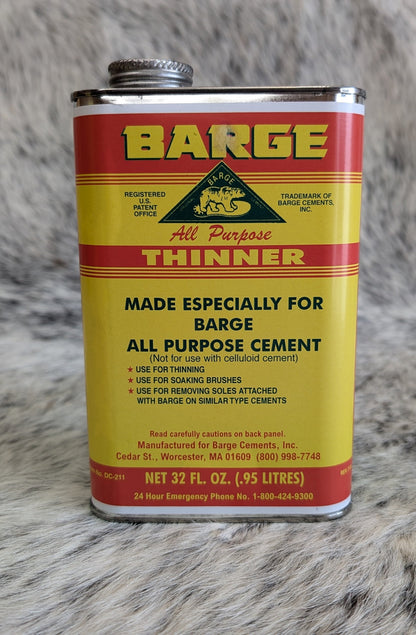 BARGE
REGISTERED
U.S.
PATENT
OFFICE
BARGE
TRADEMARK OF
BARGE CEMENTS,
INC.
All Purpose
THINNER
MADE ESPECIALLY FOR
BARGE
ALL PURPOSE CEMENT
(Not for use with celluloid cement)
★ USE FOR THINNING
★ USE FOR SOAKING BRUSHES
★ USE FOR REMOVING SOLES ATTACHED
WITH BARGE ON SIMILAR TYPE CEMENTS
Read carefully cautions on back panel.
Manufactured for Barge Cements, Inc.
Cedar St., Worcester, MA 01609 (800) 998-7748
No. DC-211
NET 32 FL. OZ. (.95 LITRES)
24 Hour Emergency Phone No. 1-800-424-9300